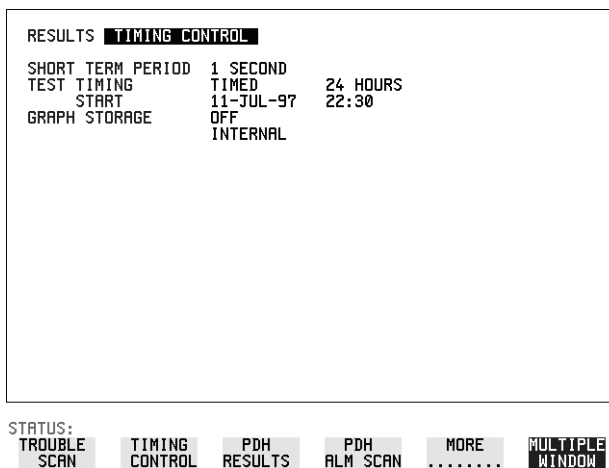 RESULTS TIMING CONTROL
SHORT TERM PERIOD 1 SECOND
TEST TIMING TIMED 24 HOURS
START 11-JUL-97 22:30
GRAPH STORAGE OFF
INTERNAL
STATUS:
TROUBLE SCAN TIMING CONTROL PDH RESULTS PDH ALM SCAN MORE ........ MULTIPLE WINDOW